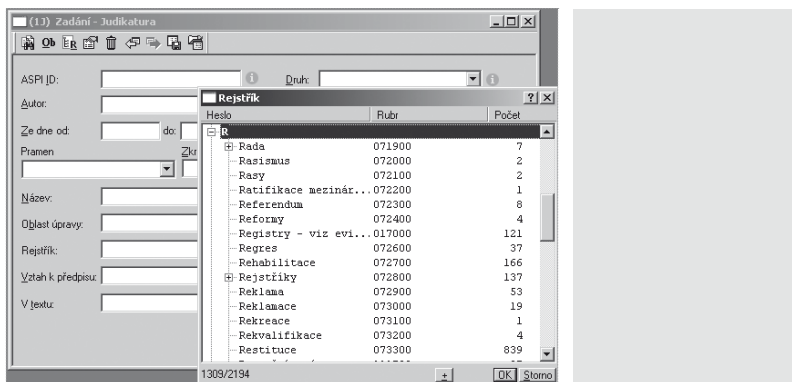 (1J) Zadání - Judikatura
Ob
ASPI ID:
Druh:
Autor:
Ze dne od:
do:
Pramen
Zkr
Název:
Oblast úpravy:
Rejstřík:
Vztah k předpisu:
V textu:
Rejstřík
Heslo Rubr Počet
R
Rada 071900 7
Rasismus 072000 2
Rasy 072100 2
Ratifikace mezinár...072200 1
Referendum 072300 8
Reformy 072400 4
Registry - viz evi...017000 121
Regres 072600 37
Rehabilitace 072700 166
Rejstříky 072800 137
Reklama 072900 53
Reklamace 073000 19
Rekreace 073100 1
Rekvalifikace 073200 4
Restituce 073300 839
1309/2194 + OK Storno